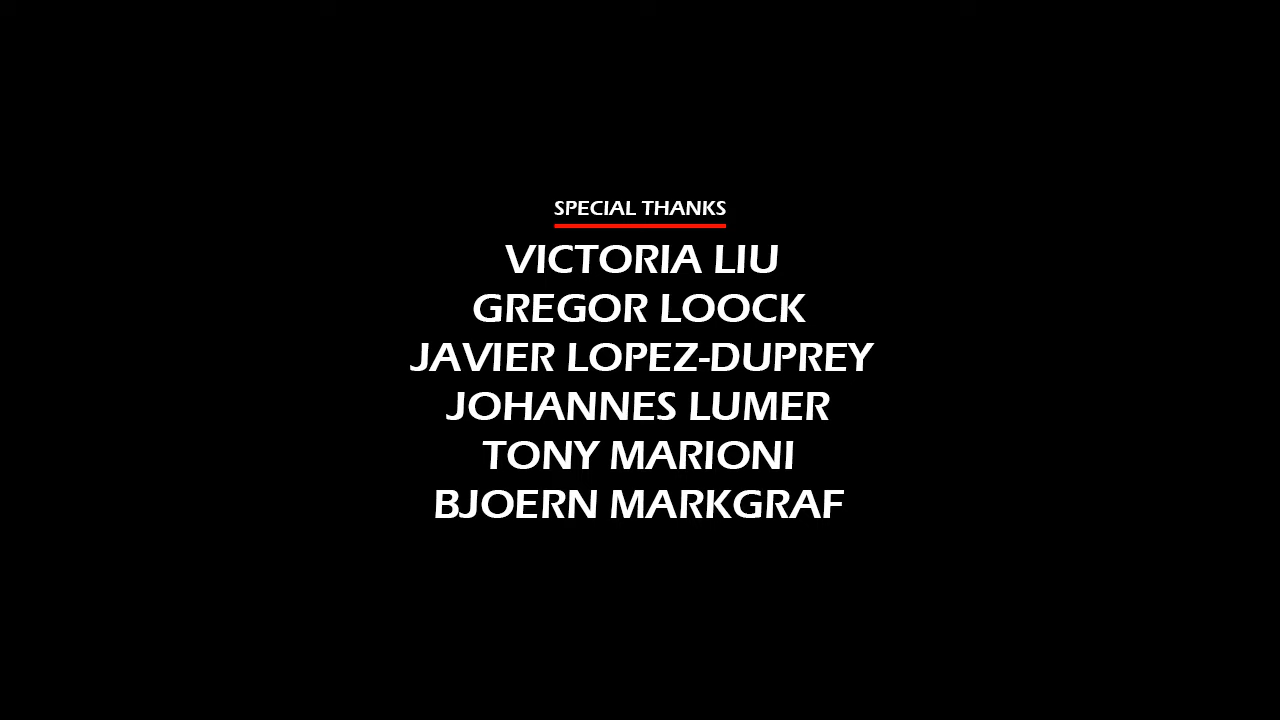 SPECIAL THANKS
VICTORIA LIU
GREGOR LOOCK
JAVIER LOPEZ-DUPREY
JOHANNES LUMER
TONY MARIONI
BJOERN MARKGRAF